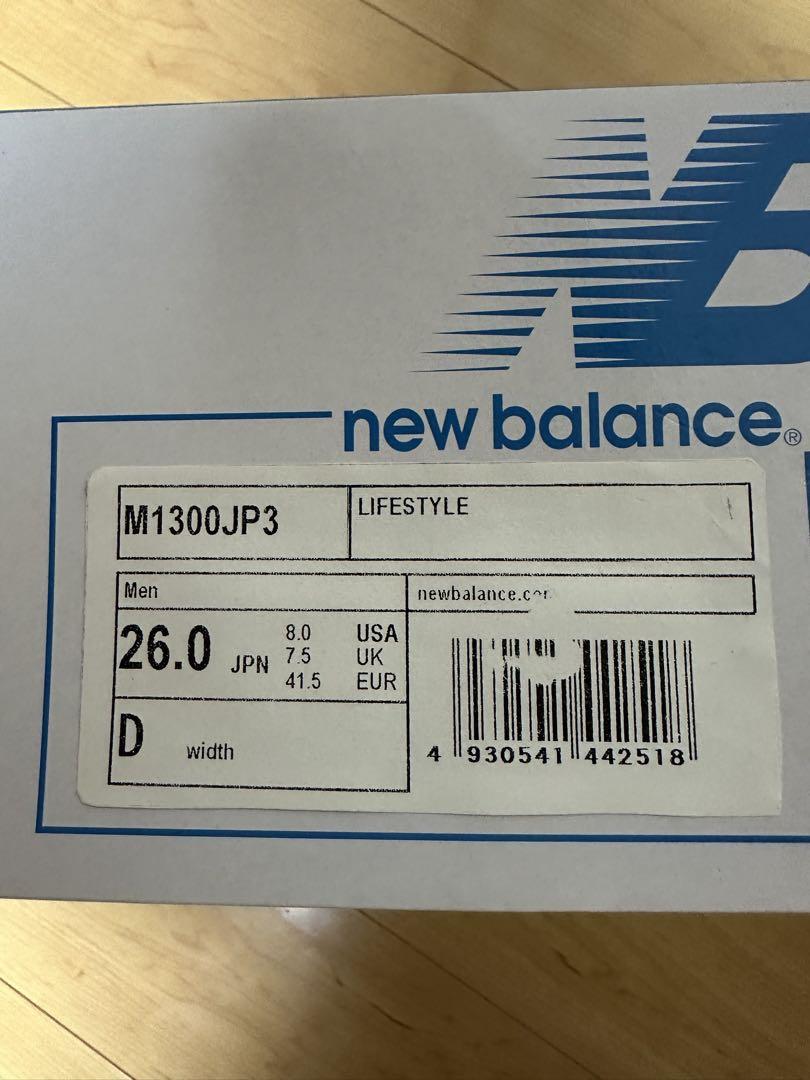 NB
new balance®
M1300JP3
LIFESTYLE
Men
newbalance.com
26.0 JPN
8.0 USA
7.5 UK
41.5 EUR
D width
4 930541 442518